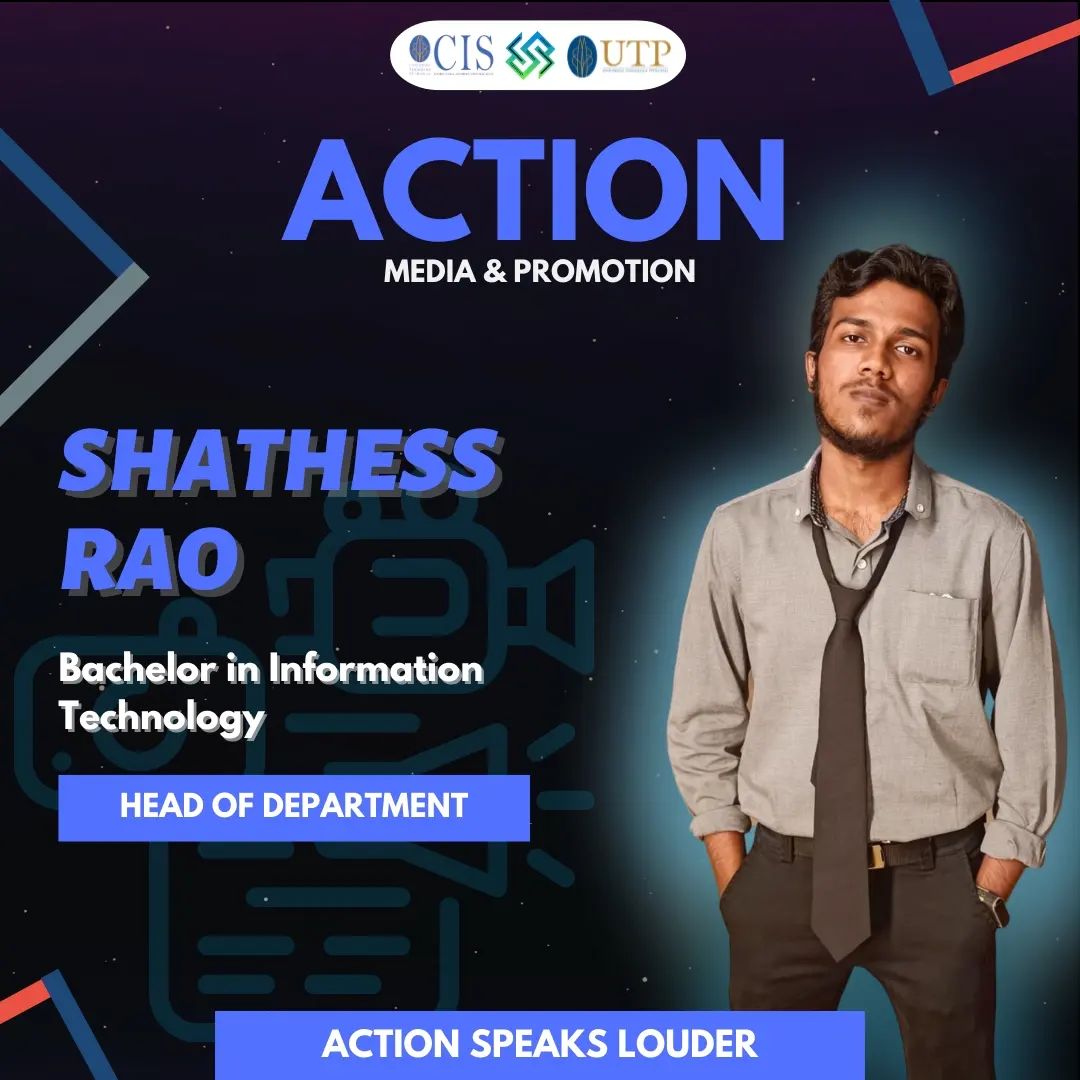 CIS
UTP
ACTION
MEDIA & PROMOTION
SHATHESS
RAO
Bachelor in Information
Technology
HEAD OF DEPARTMENT
ACTION SPEAKS LOUDER